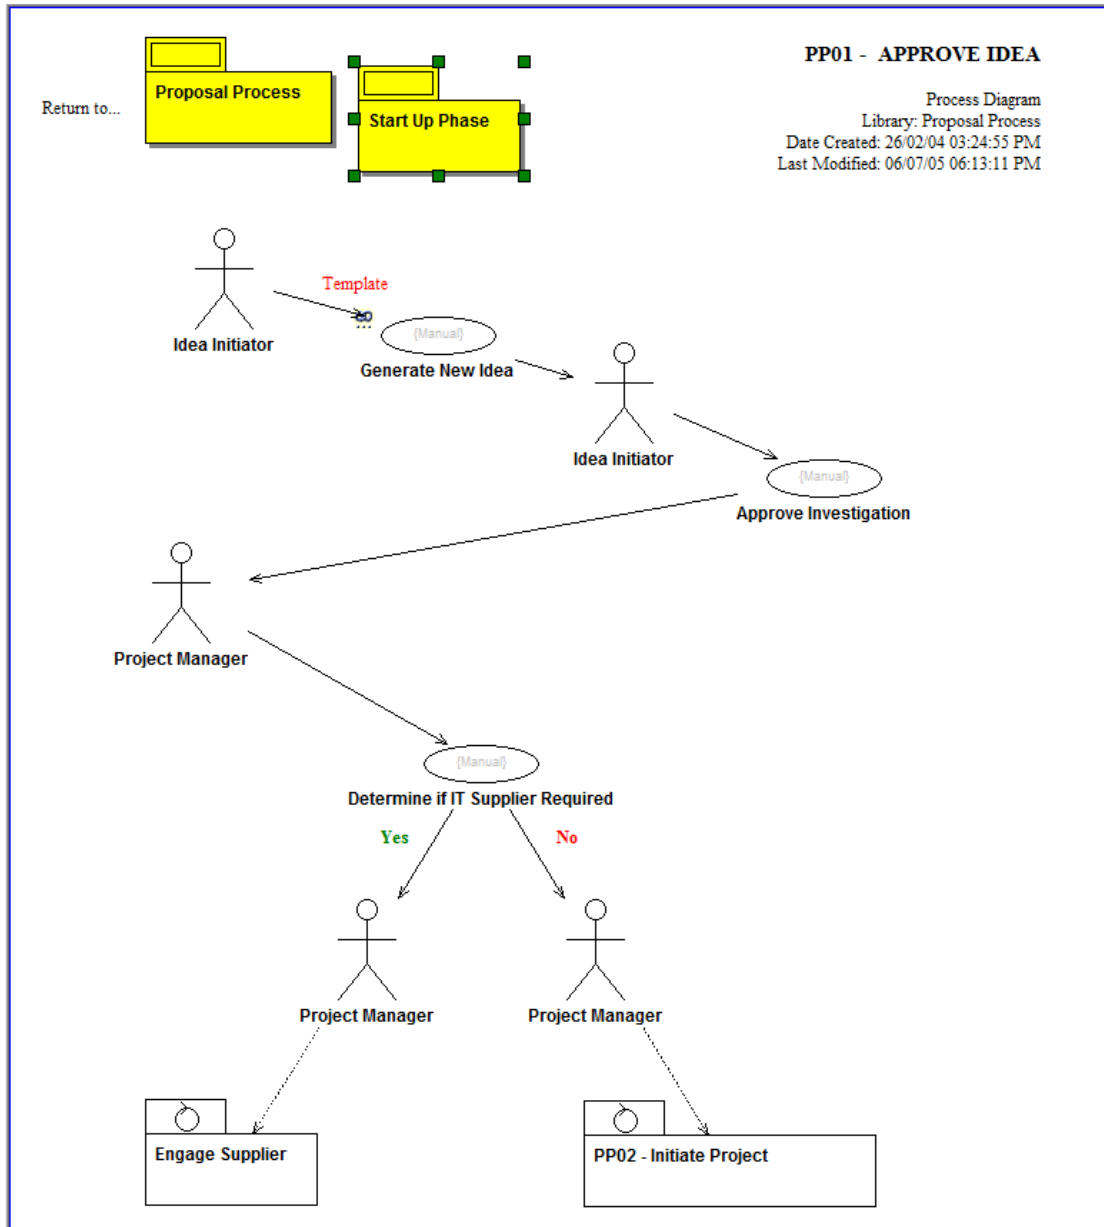 PP01 - APPROVE IDEA
Process Diagram
Library: Proposal Process
Date Created: 26/02/04 03:24:55 PM
Last Modified: 06/07/05 06:13:11 PM
Return to...
Proposal Process
Start Up Phase
Template
Idea Initiator
{Manual}
Generate New Idea
Idea Initiator
{Manual}
Approve Investigation
Project Manager
{Manual}
Determine if IT Supplier Required
Yes
No
Project Manager
Project Manager
Engage Supplier
PP02 - Initiate Project